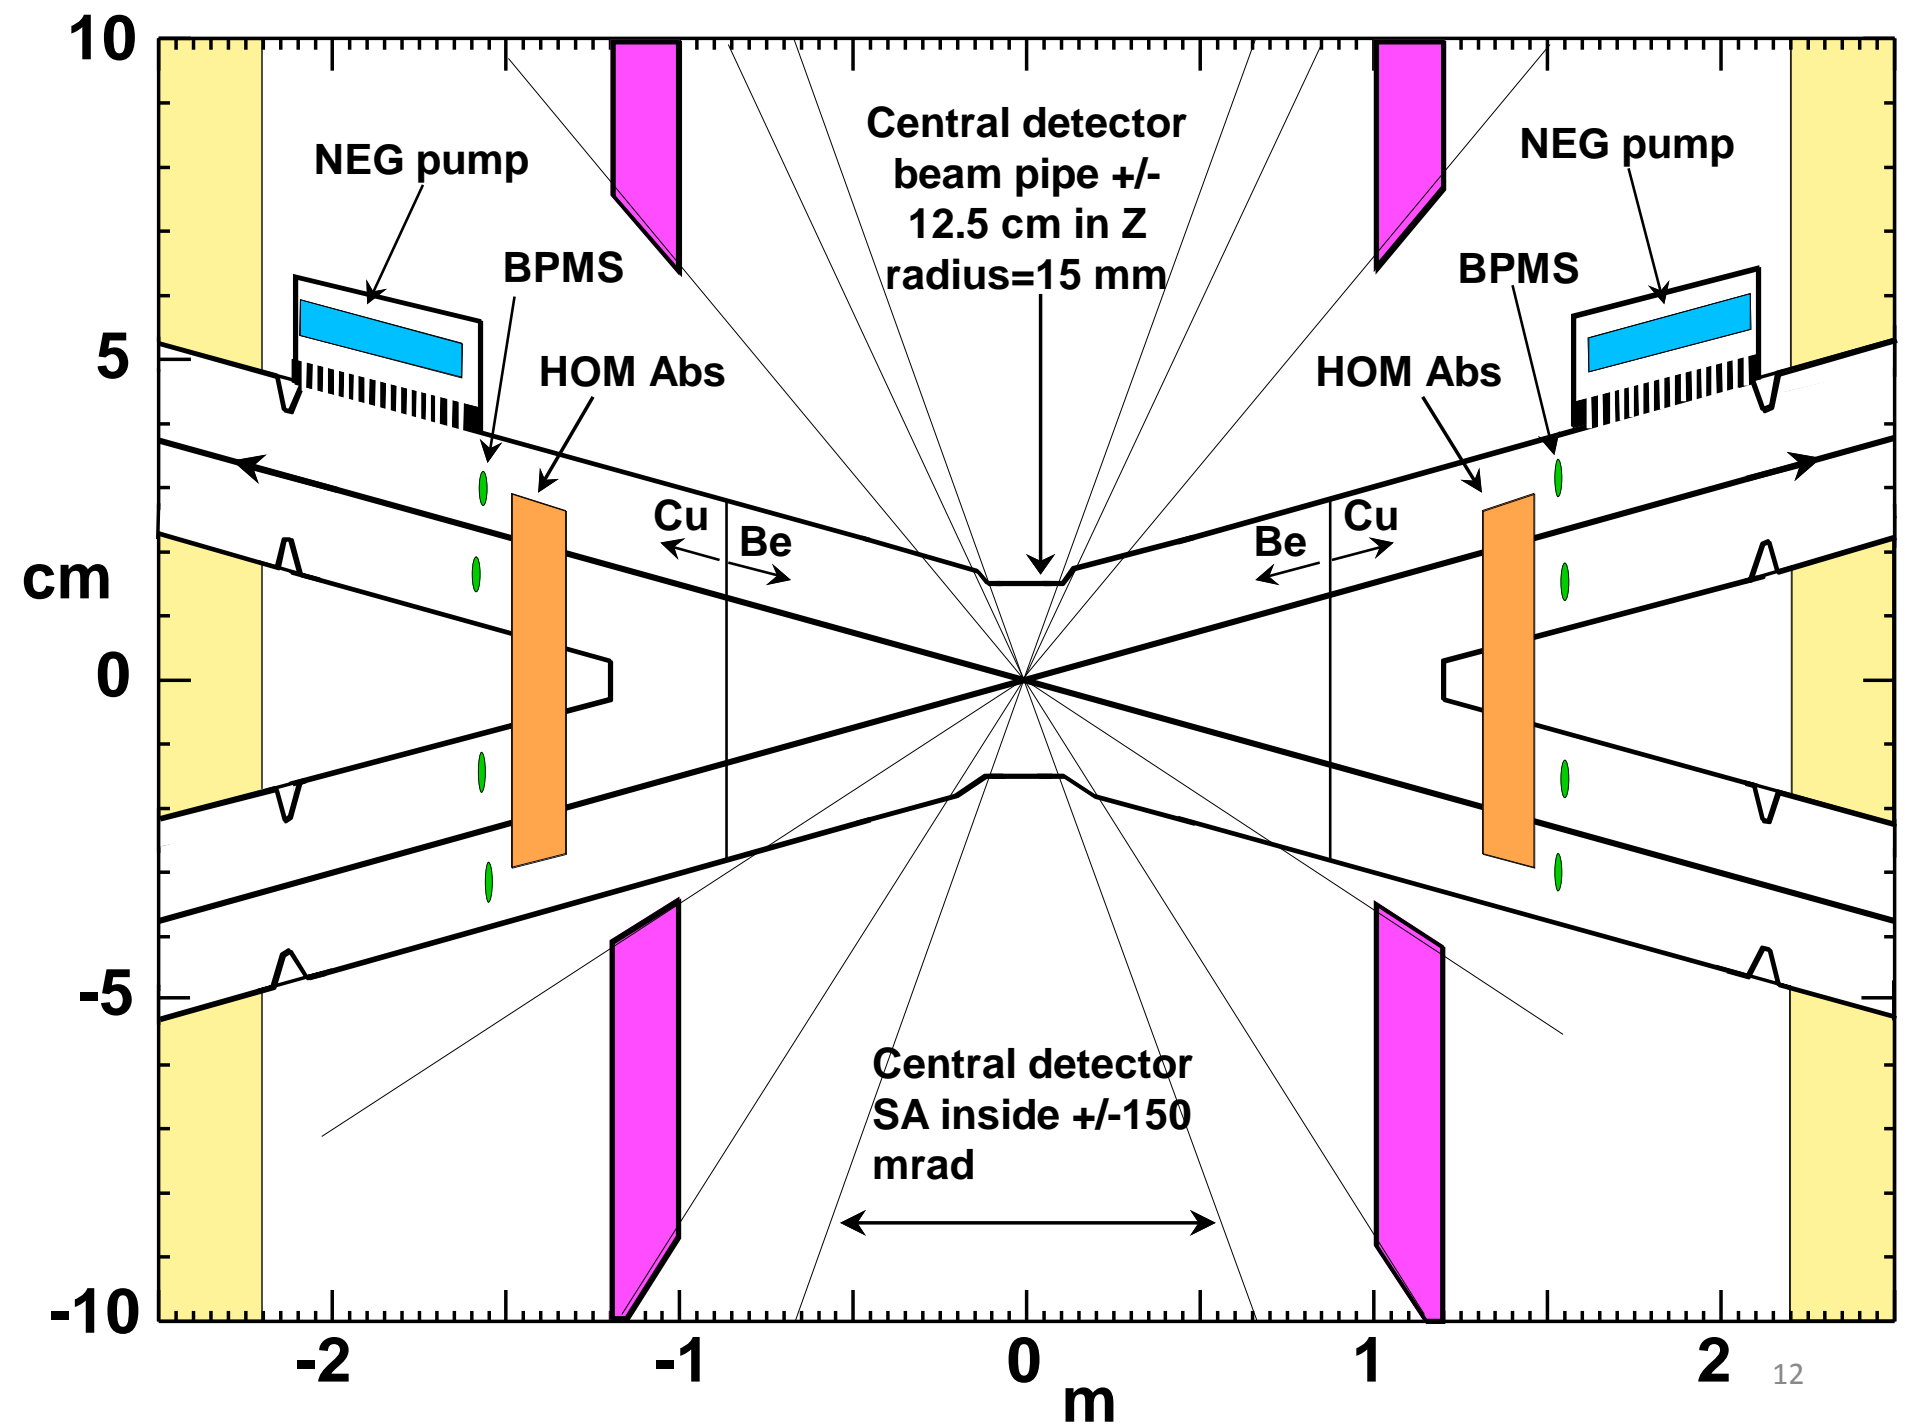 10
Central detector
beam pipe +/-
12.5 cm in Z
radius=15 mm
NEG pump
NEG pump
BPMS
BPMS
HOM Abs
HOM Abs
5
Cu
Be
Be
Cu
cm
0
-5
Central detector
SA inside +/-150
mrad
-10
-2
-1
0
1
2
m
12